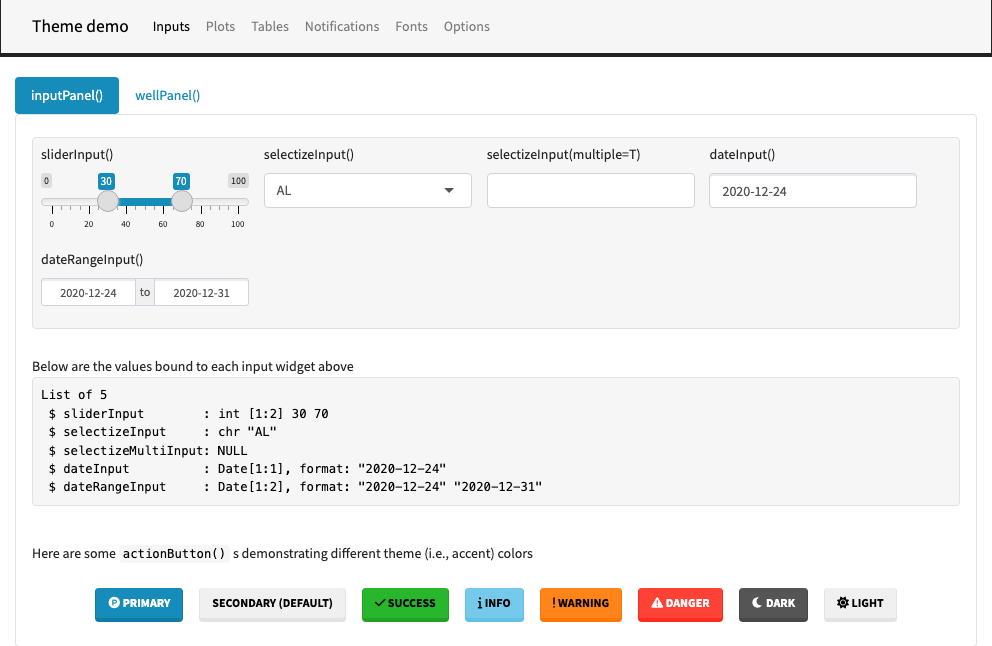 Theme demo Inputs Plots Tables Notifications Fonts Options
inputPanel() wellPanel()
sliderInput() selectizeInput() selectizeInput(multiple=T) dateInput()
0 30 70 100
AL 2020-12-24
0 20 40 60 80 100
dateRangeInput()
2020-12-24 to 2020-12-31
Below are the values bound to each input widget above
List of 5
$ sliderInput : int [1:2] 30 70
$ selectizeInput : chr "AL"
$ selectizeMultiInput: NULL
$ dateInput : Date[1:1], format: "2020-12-24"
$ dateRangeInput : Date[1:2], format: "2020-12-24" "2020-12-31"
Here are some actionButton() s demonstrating different theme (i.e., accent) colors
PRIMARY SECONDARY (DEFAULT) SUCCESS INFO WARNING DANGER DARK LIGHT